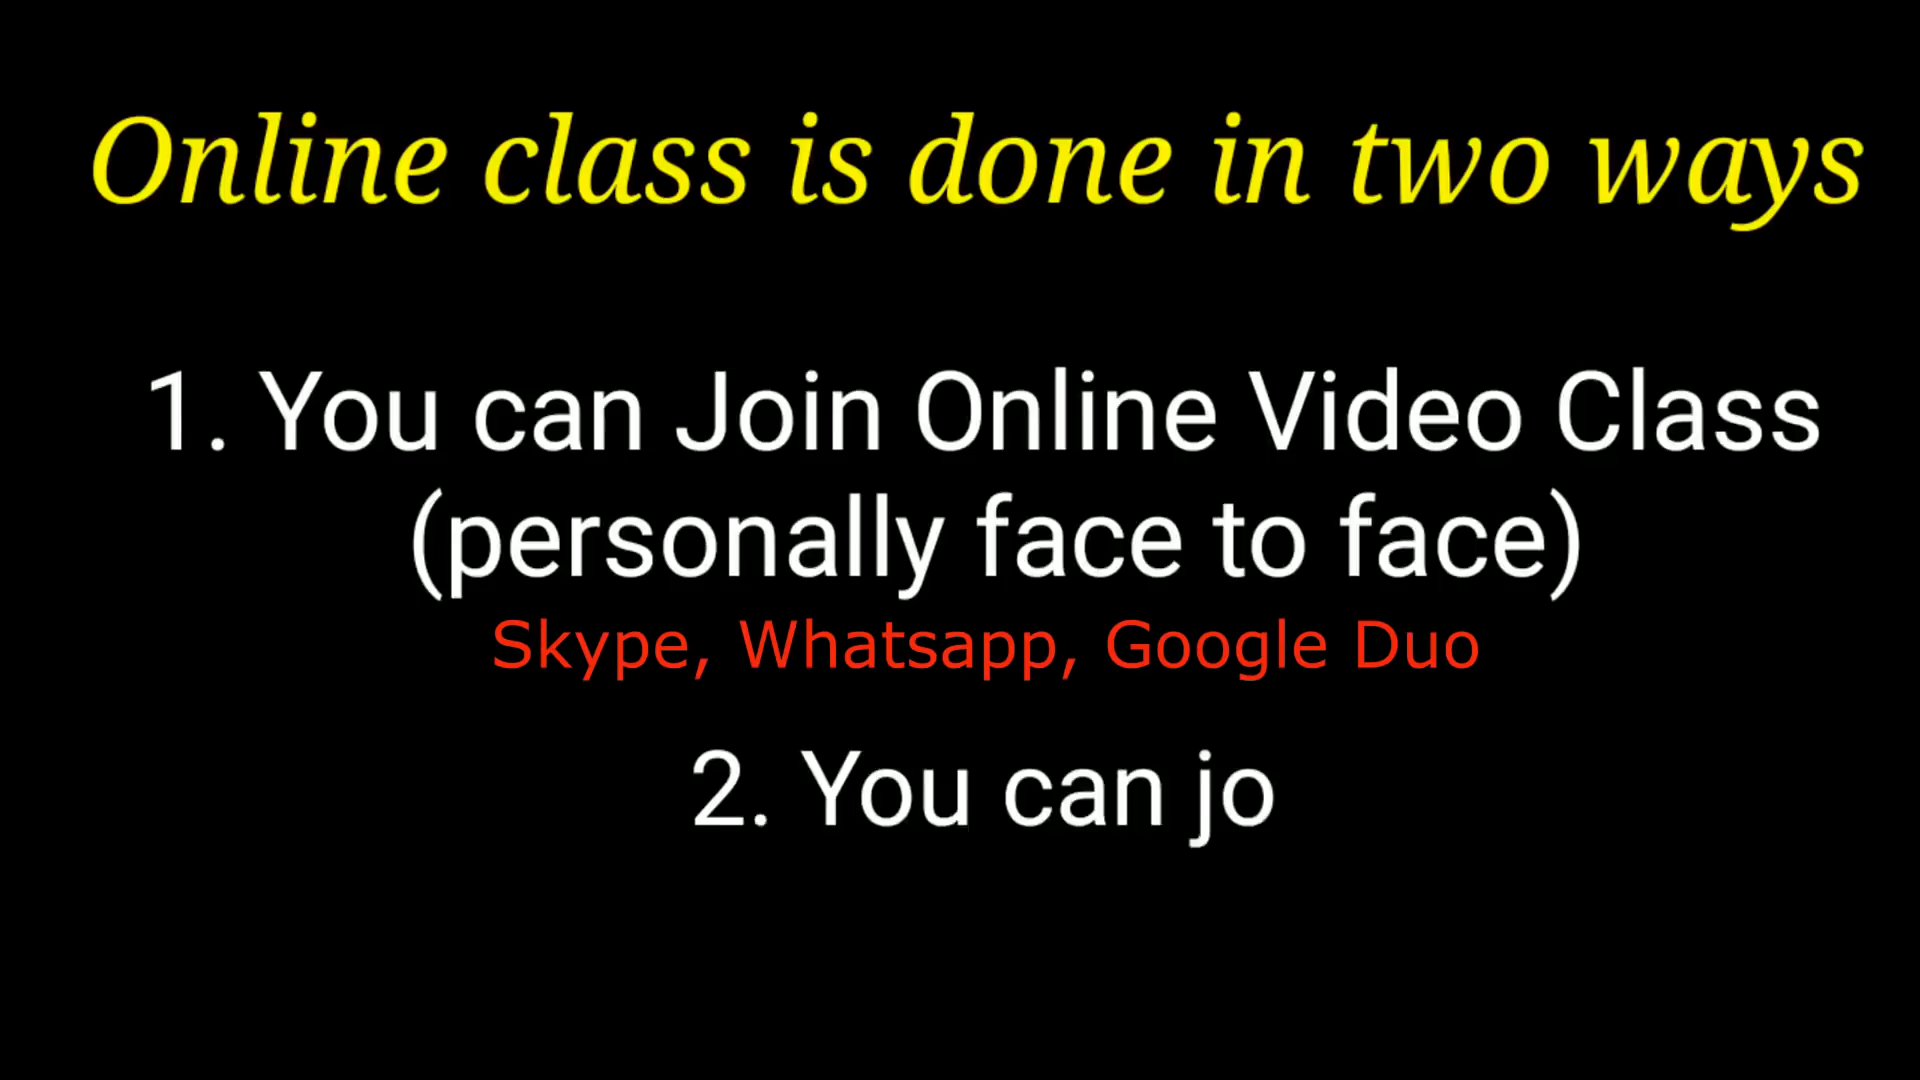 Online class is done in two ways
1. You can Join Online Video Class
(personally face to face)
Skype, Whatsapp, Google Duo
2. You can jo